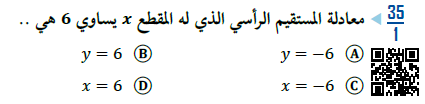 35/1 ◀ معادلة المستقيم الرأسي الذي له المقطع x يساوي 6 هي ..
y = −6 Ⓐ y = 6 Ⓑ
x = −6 Ⓒ x = 6 Ⓓ